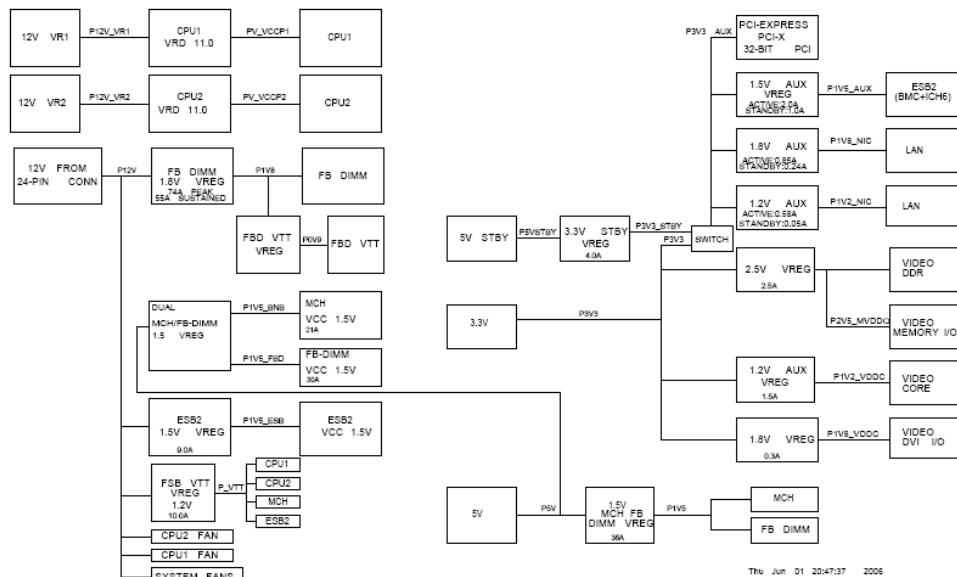 12V VR1
P12V_VR1
CPU1
VRD 11.0
PV_VCCP1
CPU1
12V VR2
P12V_VR2
CPU2
VRD 11.0
PV_VCCP2
CPU2
12V FROM
24-PIN CONN
P12V
FB DIMM
1.8V VREG
74A PEAK
55A SUSTAINED
P1V8
FB DIMM
FBD VTT
VREG
P0V9
FBD VTT
DUAL
MCH/FB-DIMM
1.5 VREG
P1V5_BNB
MCH
VCC 1.5V
21A
P1V5_FBD
FB-DIMM
VCC 1.5V
30A
ESB2
1.5V VREG
9.0A
P1V5_ESB
ESB2
VCC 1.5V
FSB VTT
VREG
1.2V
10.0A
P_VTT
CPU1
CPU2
MCH
ESB2
CPU2 FAN
CPU1 FAN
SYSTEM FANS
P3V3 AUX
PCI-EXPRESS
PCI-X
32-BIT PCI
1.5V AUX
VREG
ACTIVE:2.0A
STANDBY:1.0A
P1V5_AUX
ESB2
(BMC+ICH6)
1.8V AUX
ACTIVE:0.85A
STANDBY:0.24A
P1V8_NIC
LAN
1.2V AUX
ACTIVE:0.58A
STANDBY:0.05A
P1V2_NIC
LAN
5V STBY
P5VSTBY
3.3V STBY
VREG
4.0A
P3V3_STBY
P3V3
SWITCH
2.5V VREG
2.5A
VIDEO
DDR
P2V5_MVDDQ
VIDEO
MEMORY I/O
3.3V
P3V3
1.2V AUX
VREG
1.5A
P1V2_VDDC
VIDEO
CORE
1.8V VREG
0.3A
P1V8_VDDC
VIDEO
DVI I/O
5V
P5V
1.5V
MCH FB
DIMM VREG
36A
P1V5
MCH
FB DIMM
Thu Jun 01 20:47:37 2006